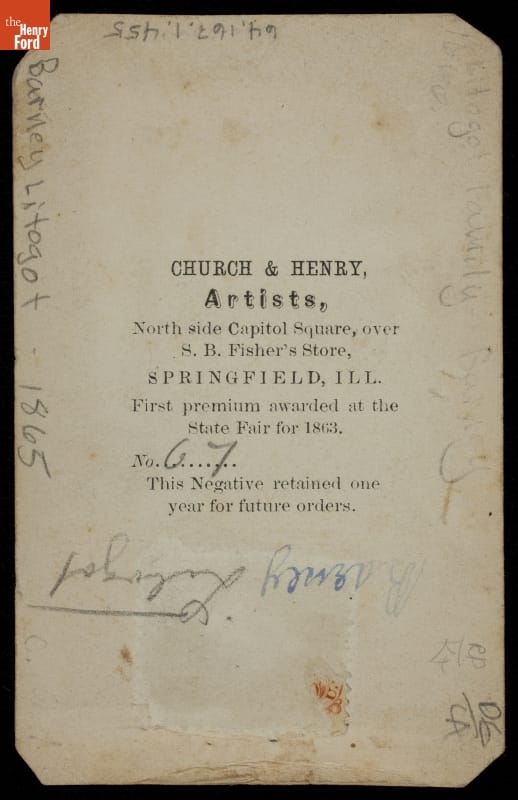 the
Henry
Ford
64.167.1.455
Barney Litogot - 1865
Litogot family
CHURCH & HENRY,
Artists,
North side Capitol Square, over
S. B. Fisher's Store,
SPRINGFIELD, ILL.
First premium awarded at the
State Fair for 1863.
No. 67
This Negative retained one
year for future orders.
Barney Litogot